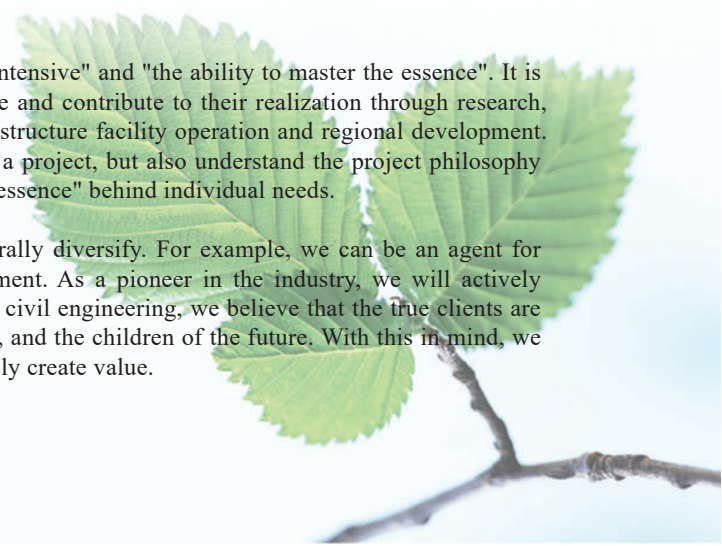 ntensive" and "the ability to master the essence". It is
e and contribute to their realization through research,
structure facility operation and regional development.
a project, but also understand the project philosophy
essence" behind individual needs.
rally diversify. For example, we can be an agent for
ment. As a pioneer in the industry, we will actively
civil engineering, we believe that the true clients are
, and the children of the future. With this in mind, we
ly create value.